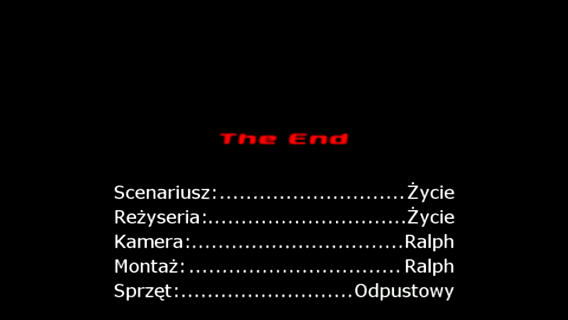 The End
Scenariusz:............................Życie
Reżyseria:..............................Życie
Kamera:................................Ralph
Montaż:................................ Ralph
Sprzęt:..........................Odpustowy